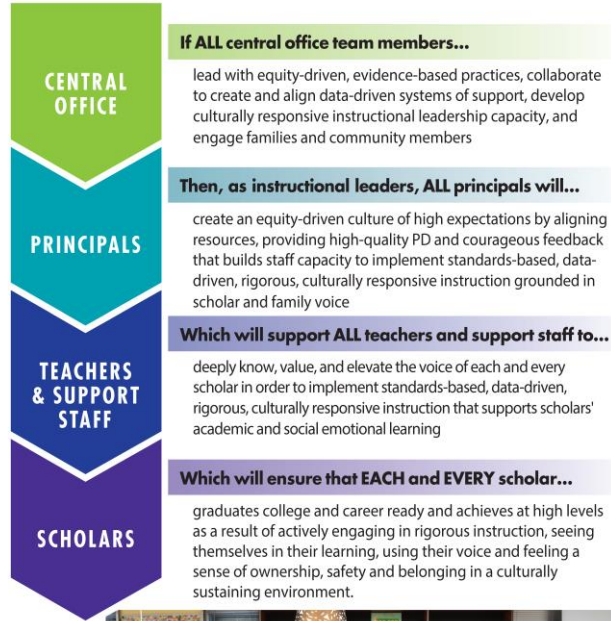 CENTRAL
OFFICE
If ALL central office team members...
lead with equity-driven, evidence-based practices, collaborate
to create and align data-driven systems of support, develop
culturally responsive instructional leadership capacity, and
engage families and community members
PRINCIPALS
Then, as instructional leaders, ALL principals will...
create an equity-driven culture of high expectations by aligning
resources, providing high-quality PD and courageous feedback
that builds staff capacity to implement standards-based, data-
driven, rigorous, culturally responsive instruction grounded in
scholar and family voice
TEACHERS
& SUPPORT
STAFF
Which will support ALL teachers and support staff to...
deeply know, value, and elevate the voice of each and every
scholar in order to implement standards-based, data-driven,
rigorous, culturally responsive instruction that supports scholars'
academic and social emotional learning
SCHOLARS
Which will ensure that EACH and EVERY scholar...
graduates college and career ready and achieves at high levels
as a result of actively engaging in rigorous instruction, seeing
themselves in their learning, using their voice and feeling a
sense of ownership, safety and belonging in a culturally
sustaining environment.